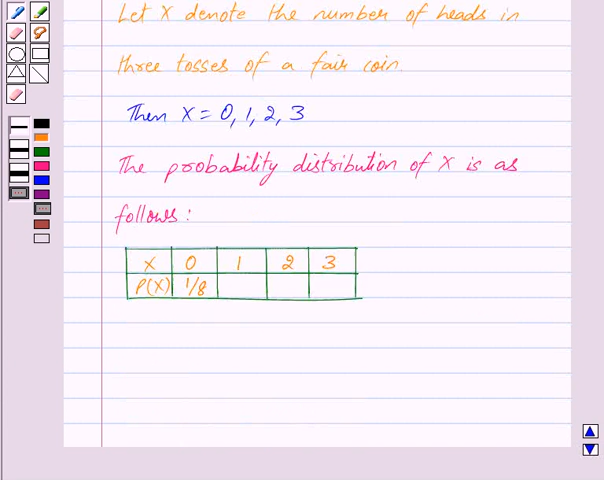 Let X denote the number of heads in
three tosses of a fair coin.
Then X = 0, 1, 2, 3
The probability distribution of X is as
follows :
X 0 1 2 3
P(X) 1/8